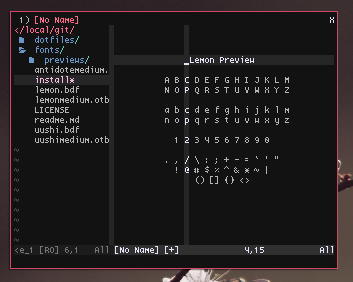 1) [No Name] X
</local/git/
dotfiles/
fonts/
previews/
antidotemedium.
install*
lemon.bdf
lemonmedium.otb
LICENSE
readme.md
uushi.bdf
uushimedium.otb
~
~
~
~
~
~
~
~
<e_1 [RO] 6,1 All
Lemon Preview
A B C D E F G H I J K L M
N O P Q R S T U V W X Y Z
a b c d e f g h i j k l m
n o p q r s t u v w x y z
1 2 3 4 5 6 7 8 9 0
. , / \ : ; + - = ` ' "
! @ # $ % ^ & * ~ |
() [] {} <>
[No Name] [+] 4,15 All